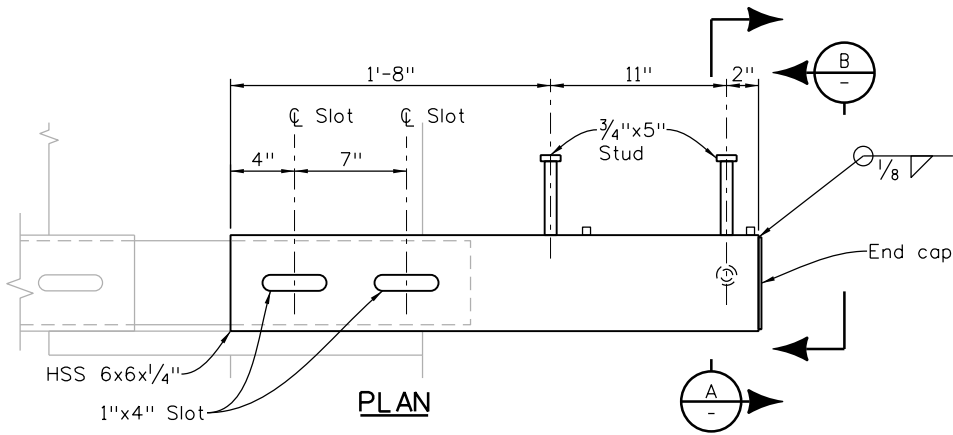 1'-8"
11"
2"
B
-
℄ Slot
℄ Slot
3/4"x5"
Stud
4"
7"
1/8
End cap
HSS 6x6x1/4"
1"x4" Slot
PLAN
A
-